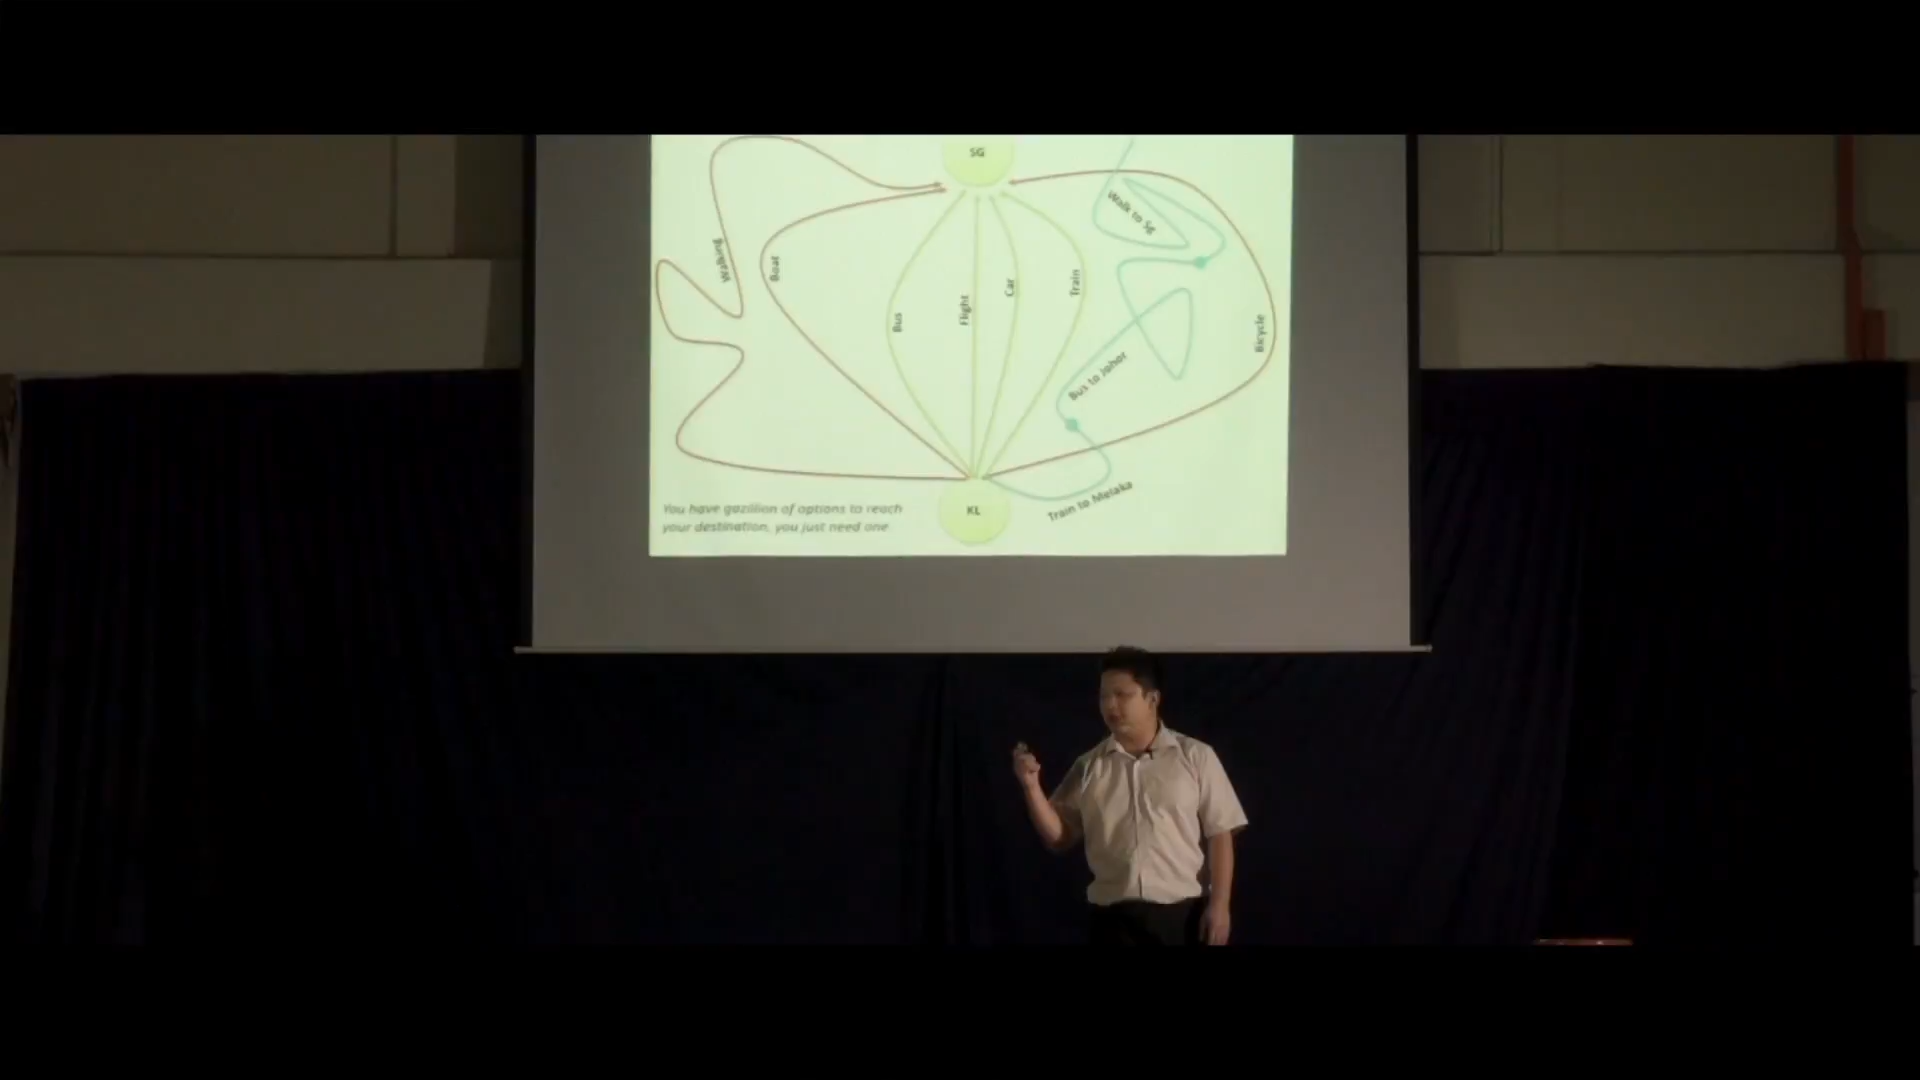 SG
Walk to SG
Walking
Boat
Bus
Flight
Car
Train
Bicycle
Bus to Johor
Train to Melaka
KL
You have gazillion of options to reach
your destination, you just need one